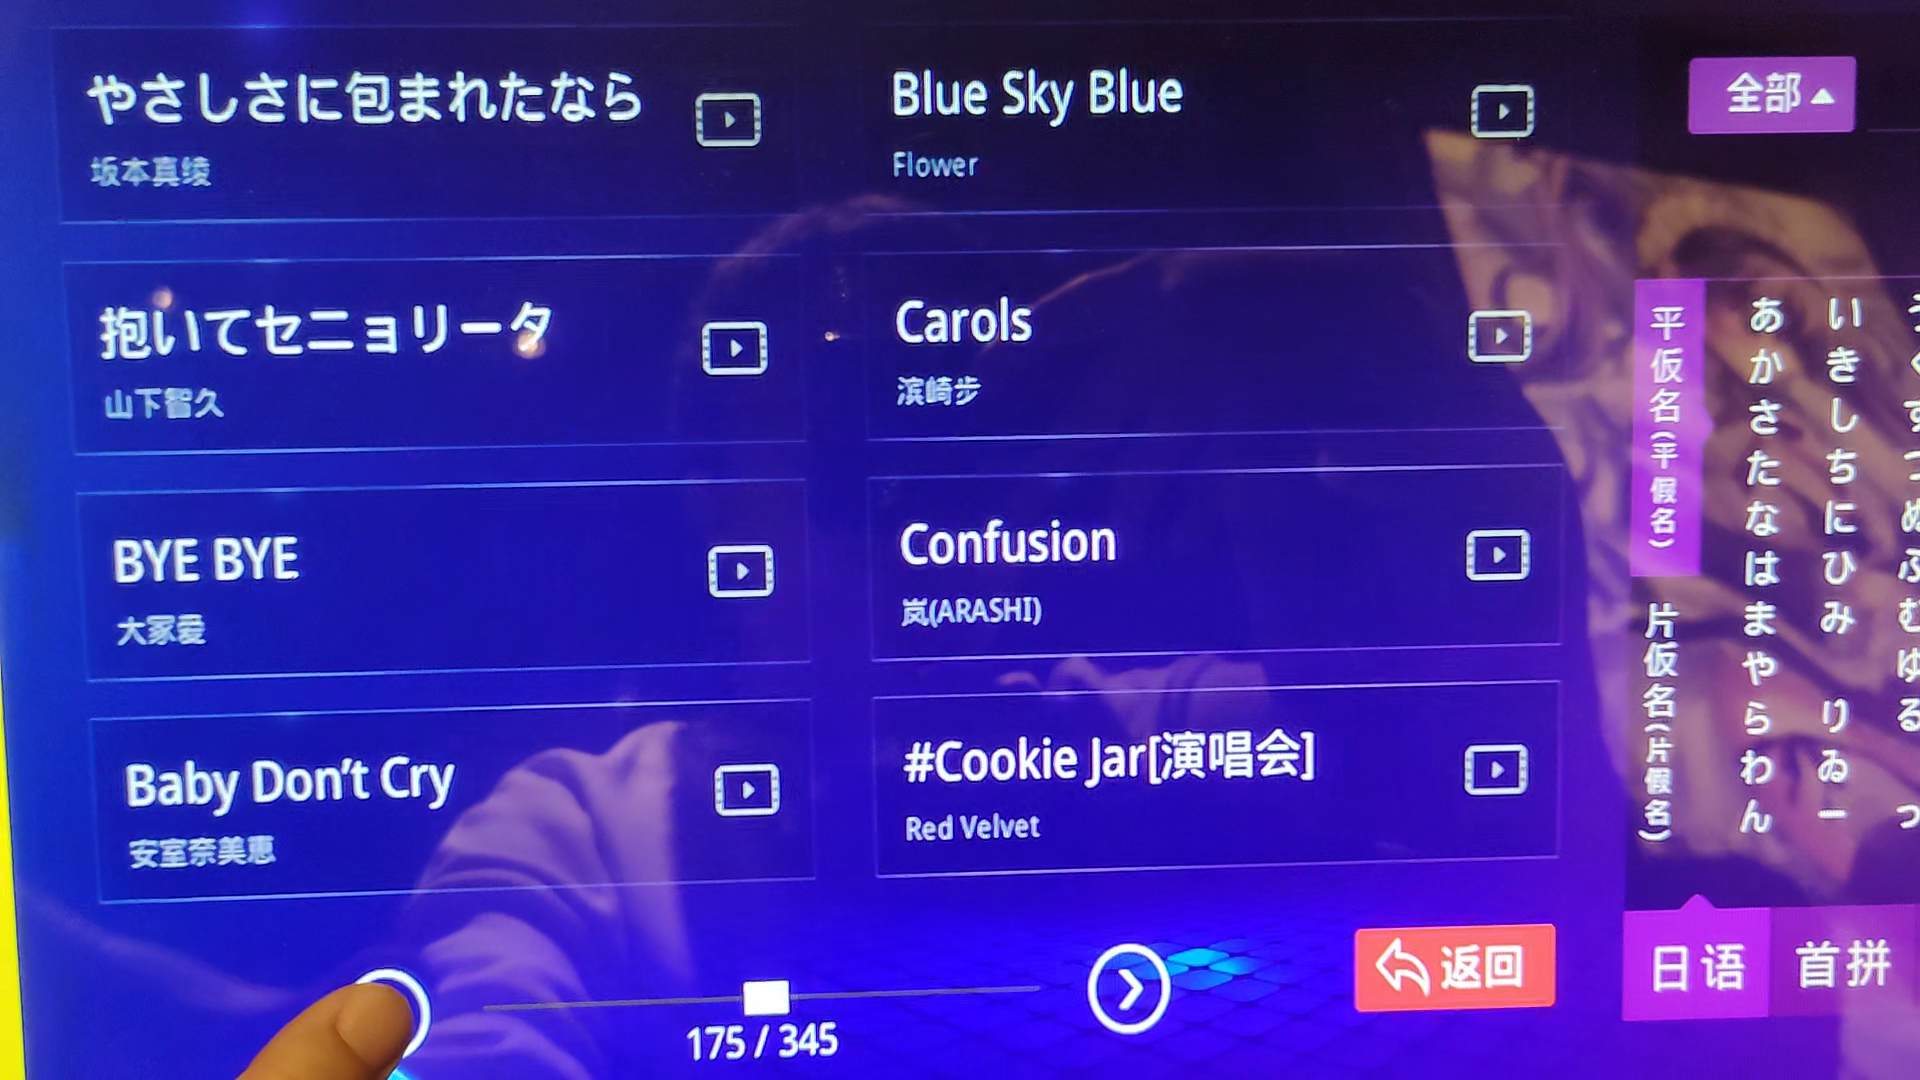 やさしさに包まれたなら
坂本真绫
Blue Sky Blue
Flower
抱いてセニョリータ
山下智久
Carols
滨崎步
BYE BYE
大冢爱
Confusion
岚(ARASHI)
Baby Don't Cry
安室奈美恵
#Cookie Jar[演唱会]
Red Velvet
175 / 345
返回
全部
平仮名(平假名)
片仮名(片假名)
あかさたなはまやらわん
いきしちにひみ りゐー
日语
首拼